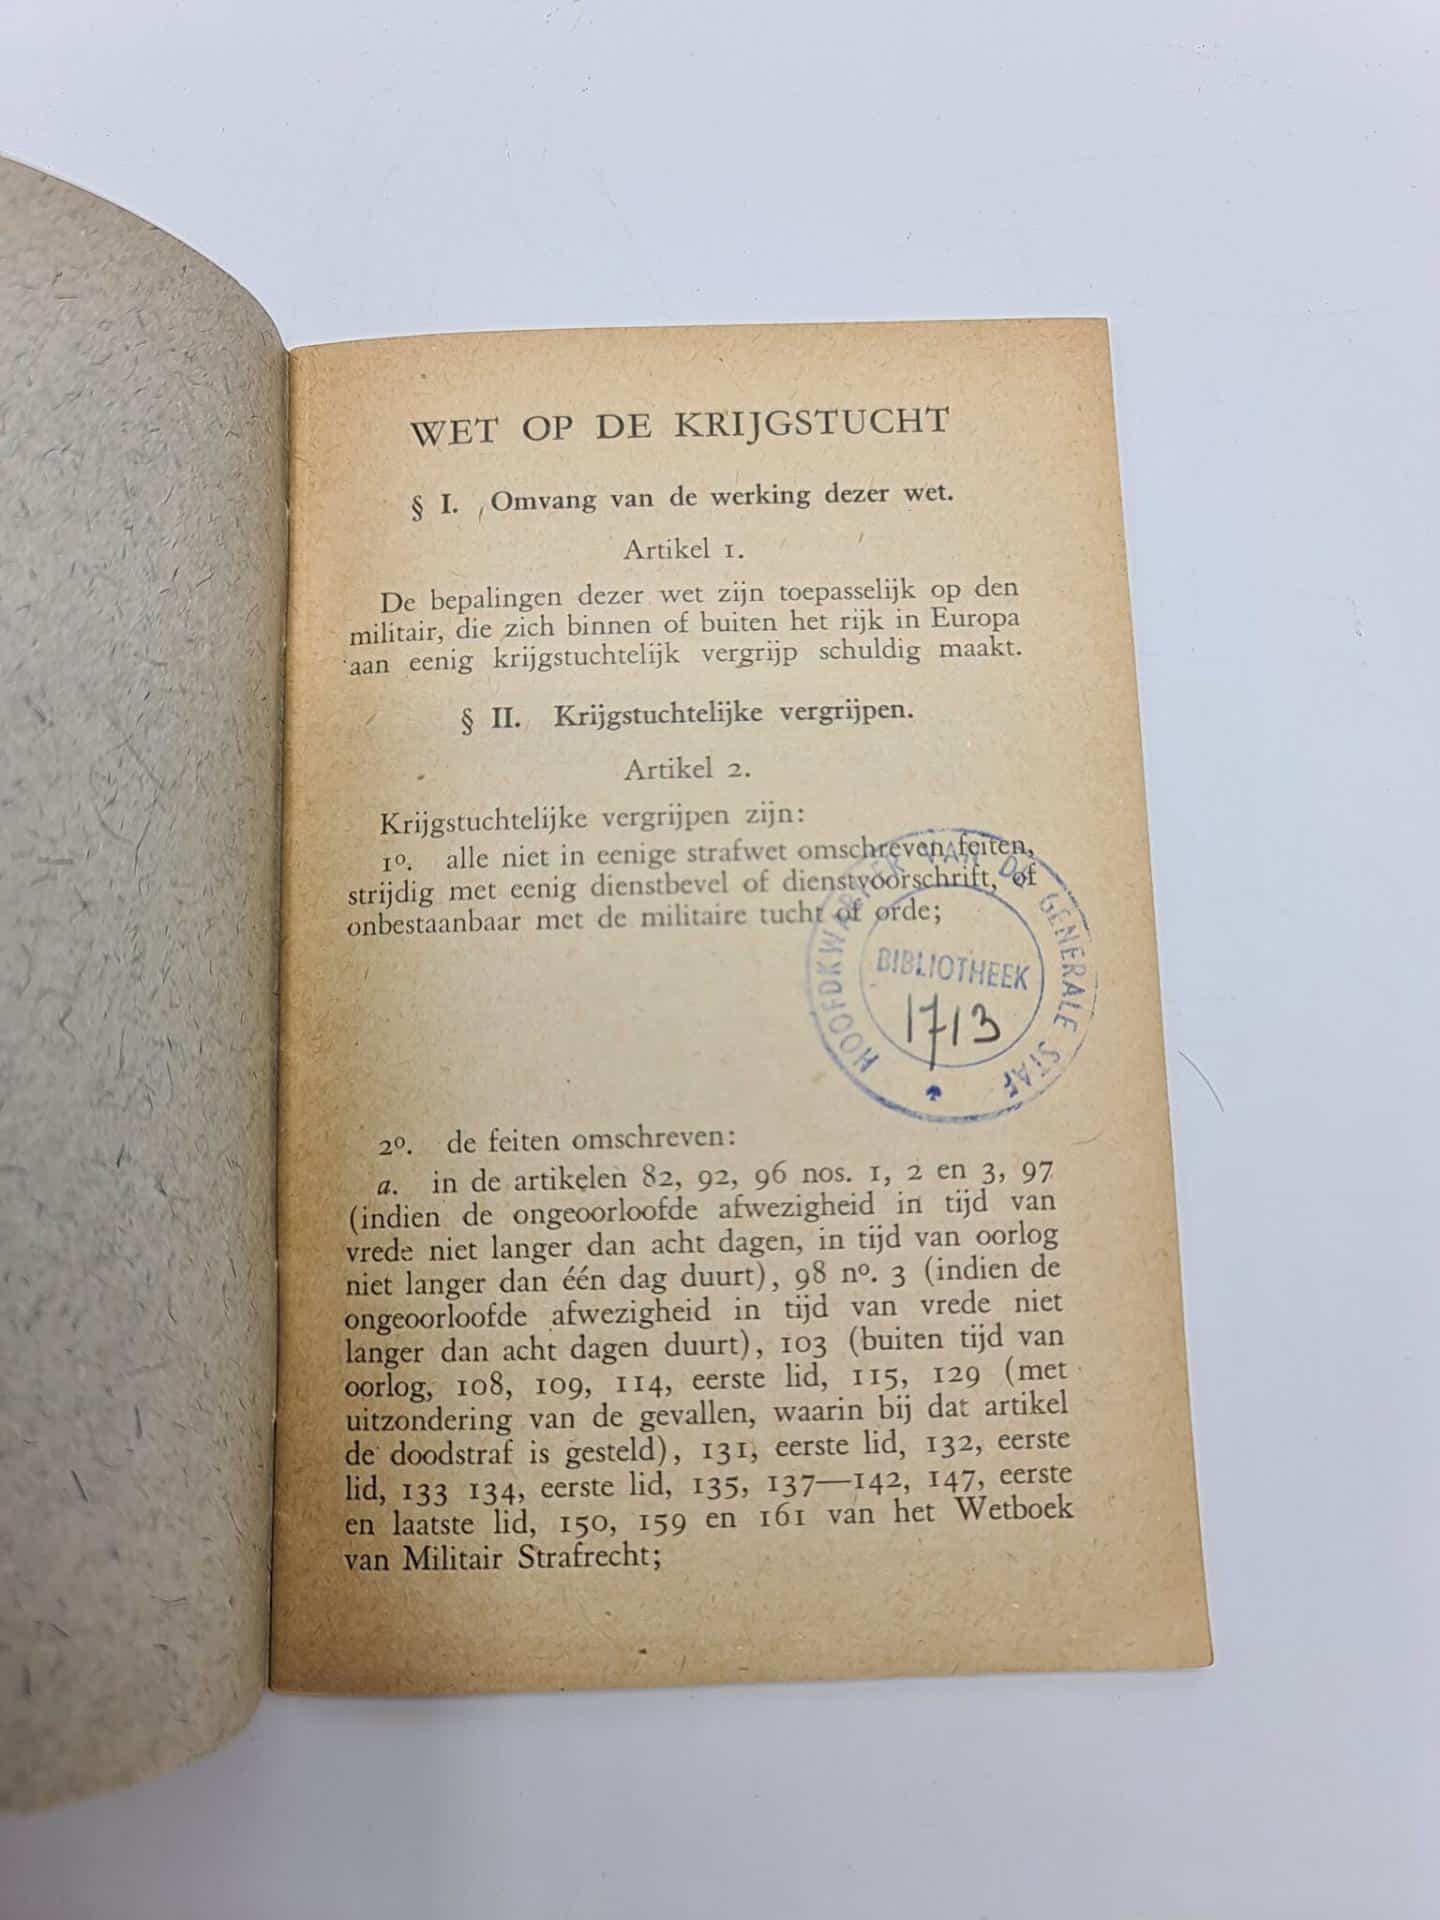 WET OP DE KRIJGSTUCHT
§ I. Omvang van de werking dezer wet.
Artikel 1.
De bepalingen dezer wet zijn toepasselijk op den
militair, die zich binnen of buiten het rijk in Europa
aan eenig krijgstuchtelijk vergrijp schuldig maakt.
§ II. Krijgstuchtelijke vergrijpen.
Artikel 2.
Krijgstuchtelijke vergrijpen zijn:
1o. alle niet in eenige strafwet omschreven feiten,
strijdig met eenig dienstbevel of dienstvoorschrift, of
onbestaanbaar met de militaire tucht of orde;
HOOFDKWARTIER VAN DE GENERALE STAF
BIBLIOTHEEK
1713
2o. de feiten omschreven:
a. in de artikelen 82, 92, 96 nos. 1, 2 en 3, 97
(indien de ongeoorloofde afwezigheid in tijd van
vrede niet langer dan acht dagen, in tijd van oorlog
niet langer dan één dag duurt), 98 no. 3 (indien de
ongeoorloofde afwezigheid in tijd van vrede niet
langer dan acht dagen duurt), 103 (buiten tijd van
oorlog, 108, 109, 114, eerste lid, 115, 129 (met
uitzondering van de gevallen, waarin bij dat artikel
de doodstraf is gesteld), 131, eerste lid, 132, eerste
lid, 133 134, eerste lid, 135, 137—142, 147, eerste
en laatste lid, 150, 159 en 161 van het Wetboek
van Militair Strafrecht;